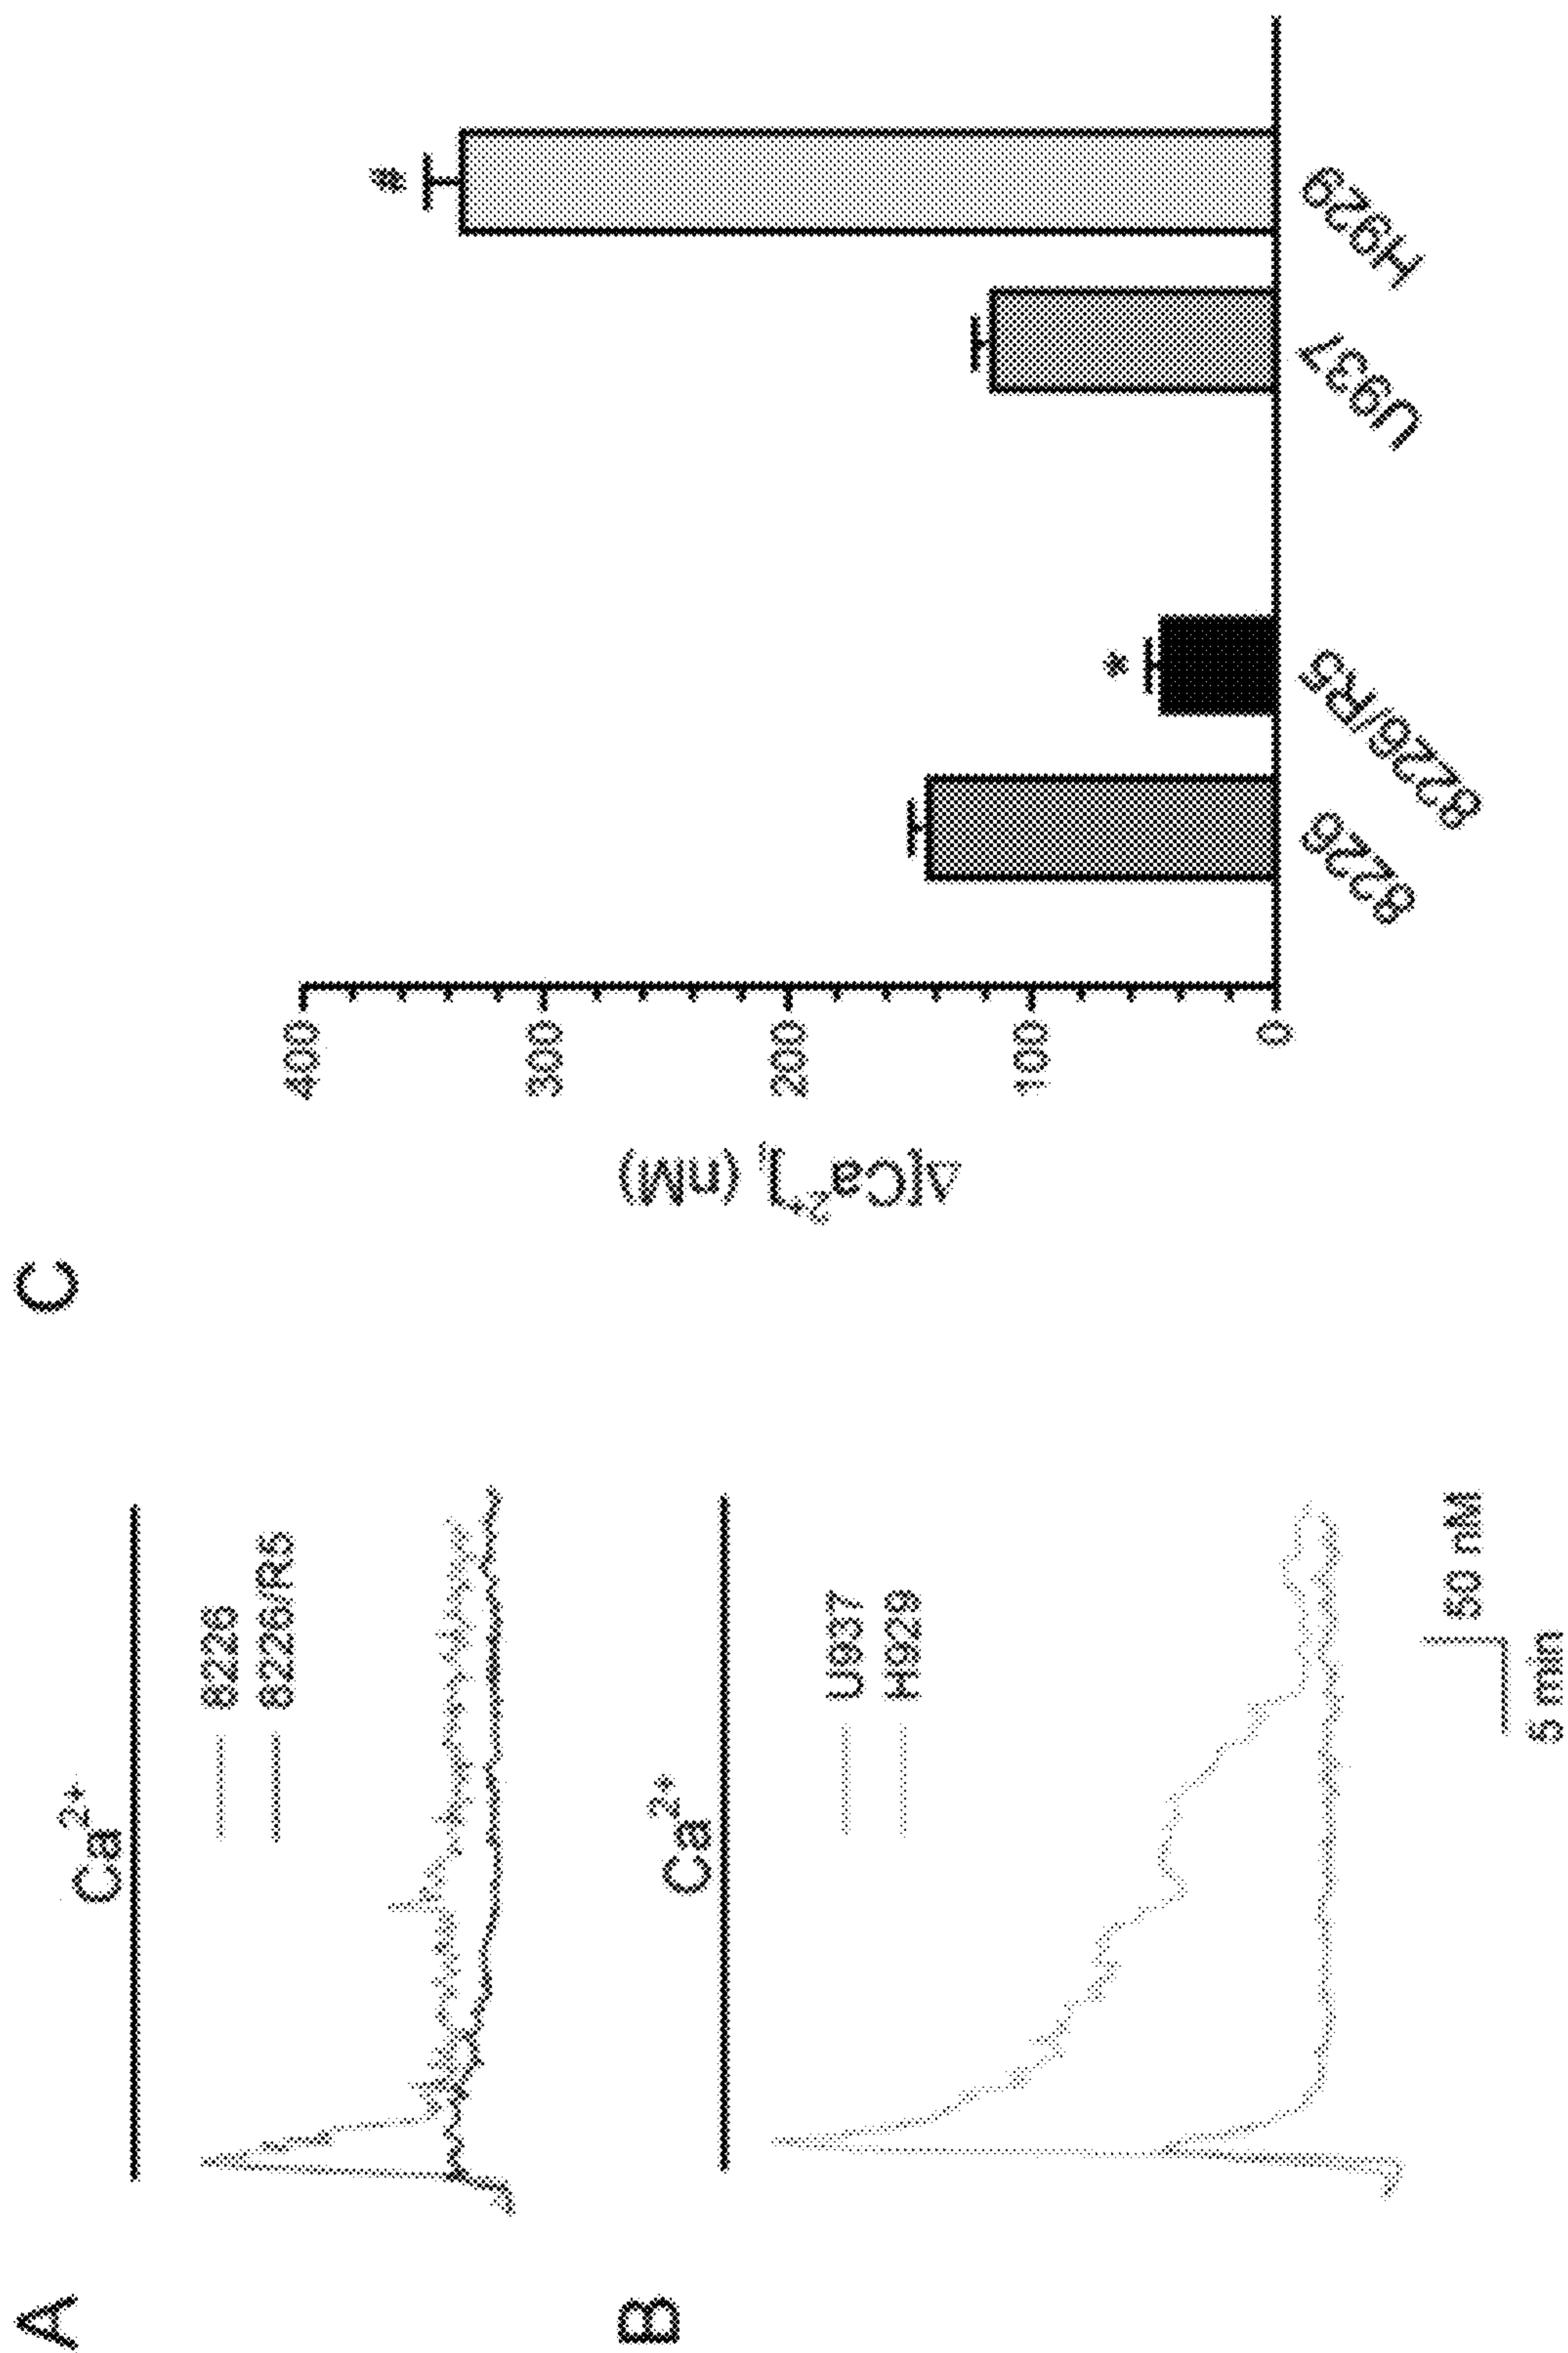 A
Ca²⁺
8226
8226/R5
B
Ca²⁺
U937
H929
50 nM
5 min
C
Δ[Ca²⁺]ᵢ (nM)
400
300
200
100
0
*
#
8226
8226/R5
U937
H929